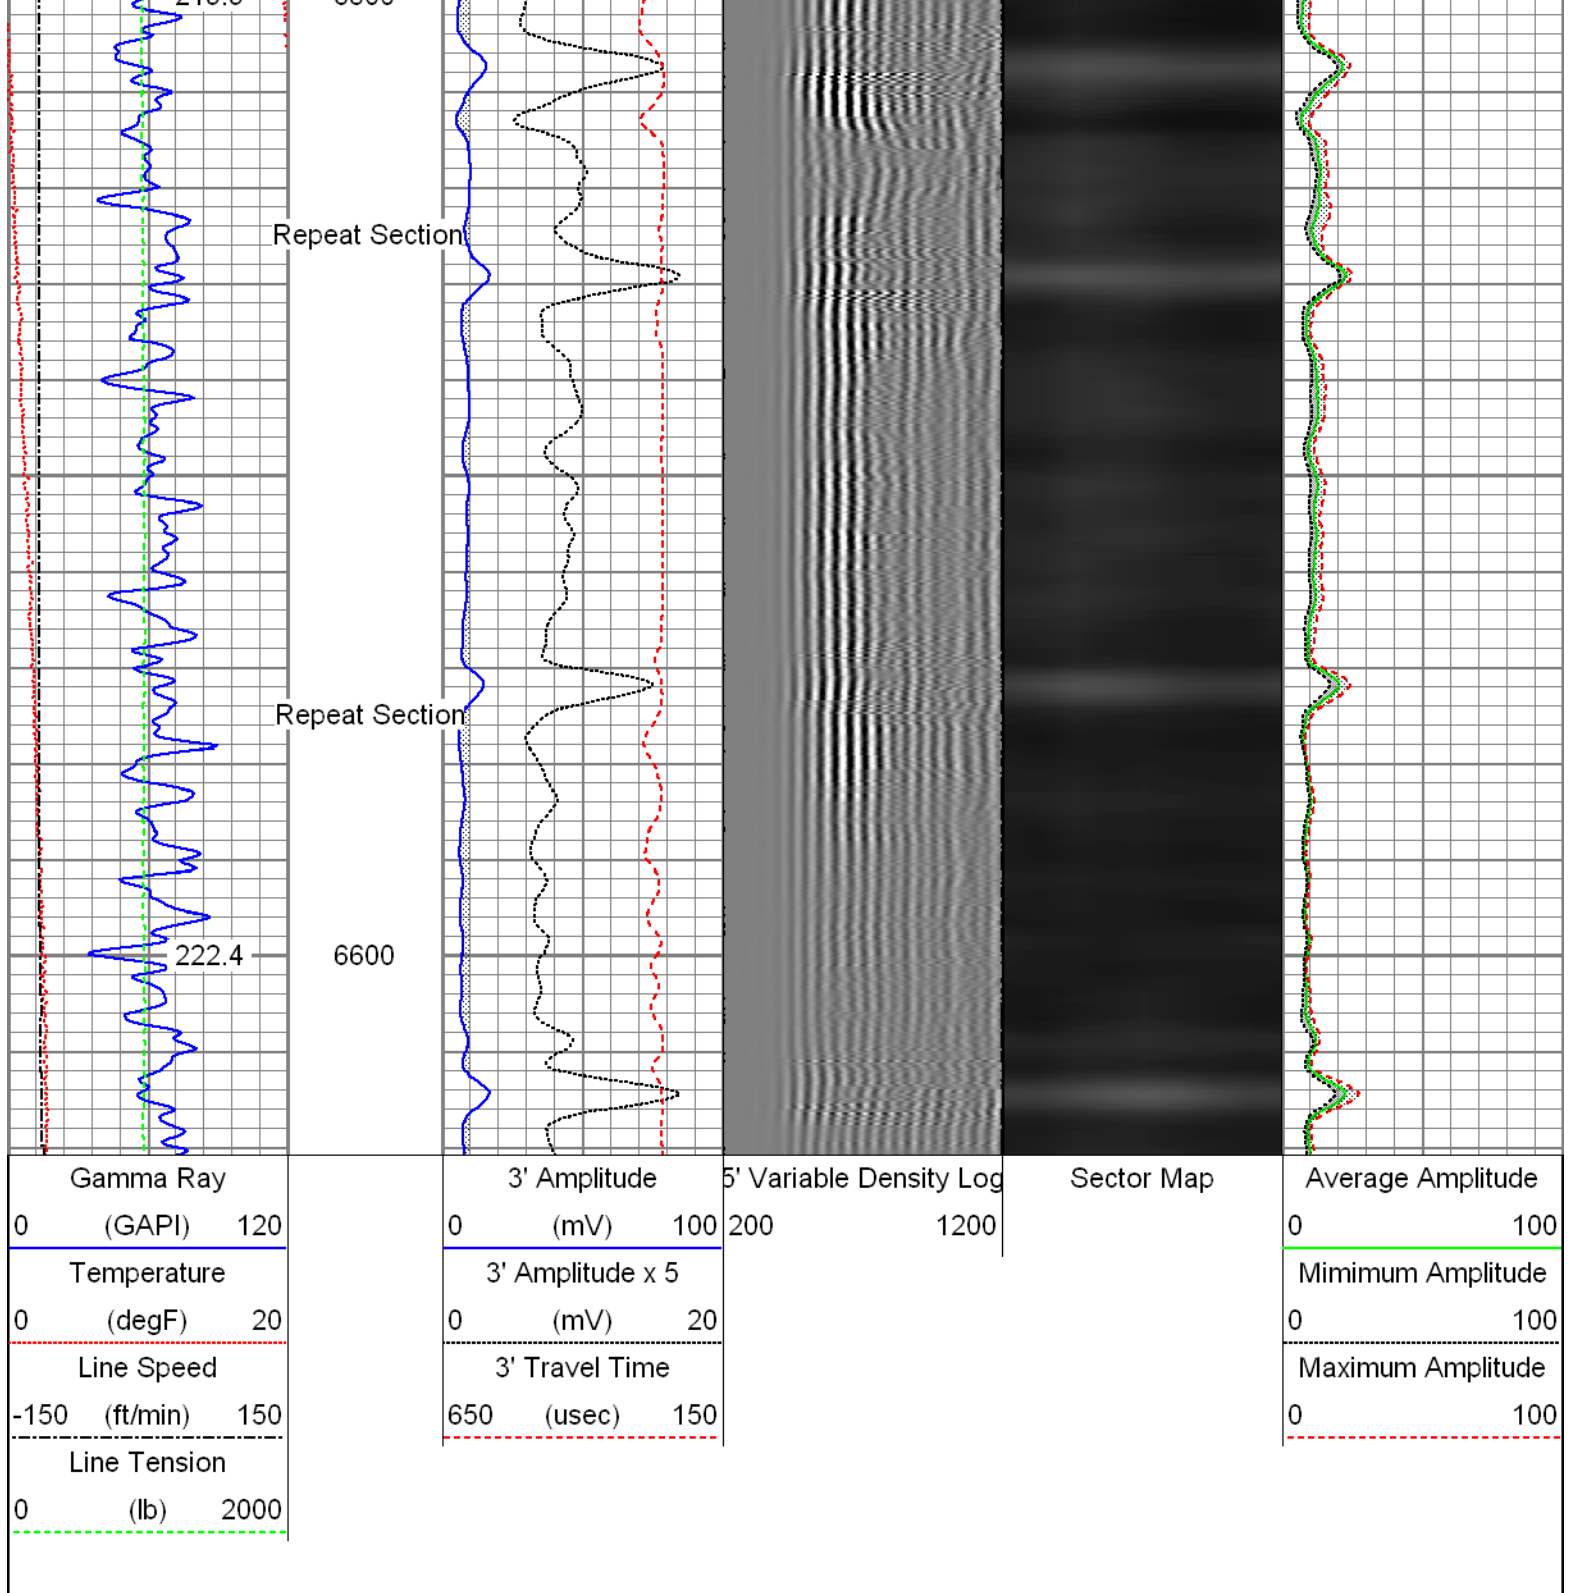 Repeat Section
Repeat Section
222.4 6600
Gamma Ray
0 (GAPI) 120
Temperature
0 (degF) 20
Line Speed
-150 (ft/min) 150
Line Tension
0 (lb) 2000
3' Amplitude
0 (mV) 100
3' Amplitude x 5
0 (mV) 20
3' Travel Time
650 (usec) 150
5' Variable Density Log
200 1200
Sector Map
Average Amplitude
0 100
Mimimum Amplitude
0 100
Maximum Amplitude
0 100